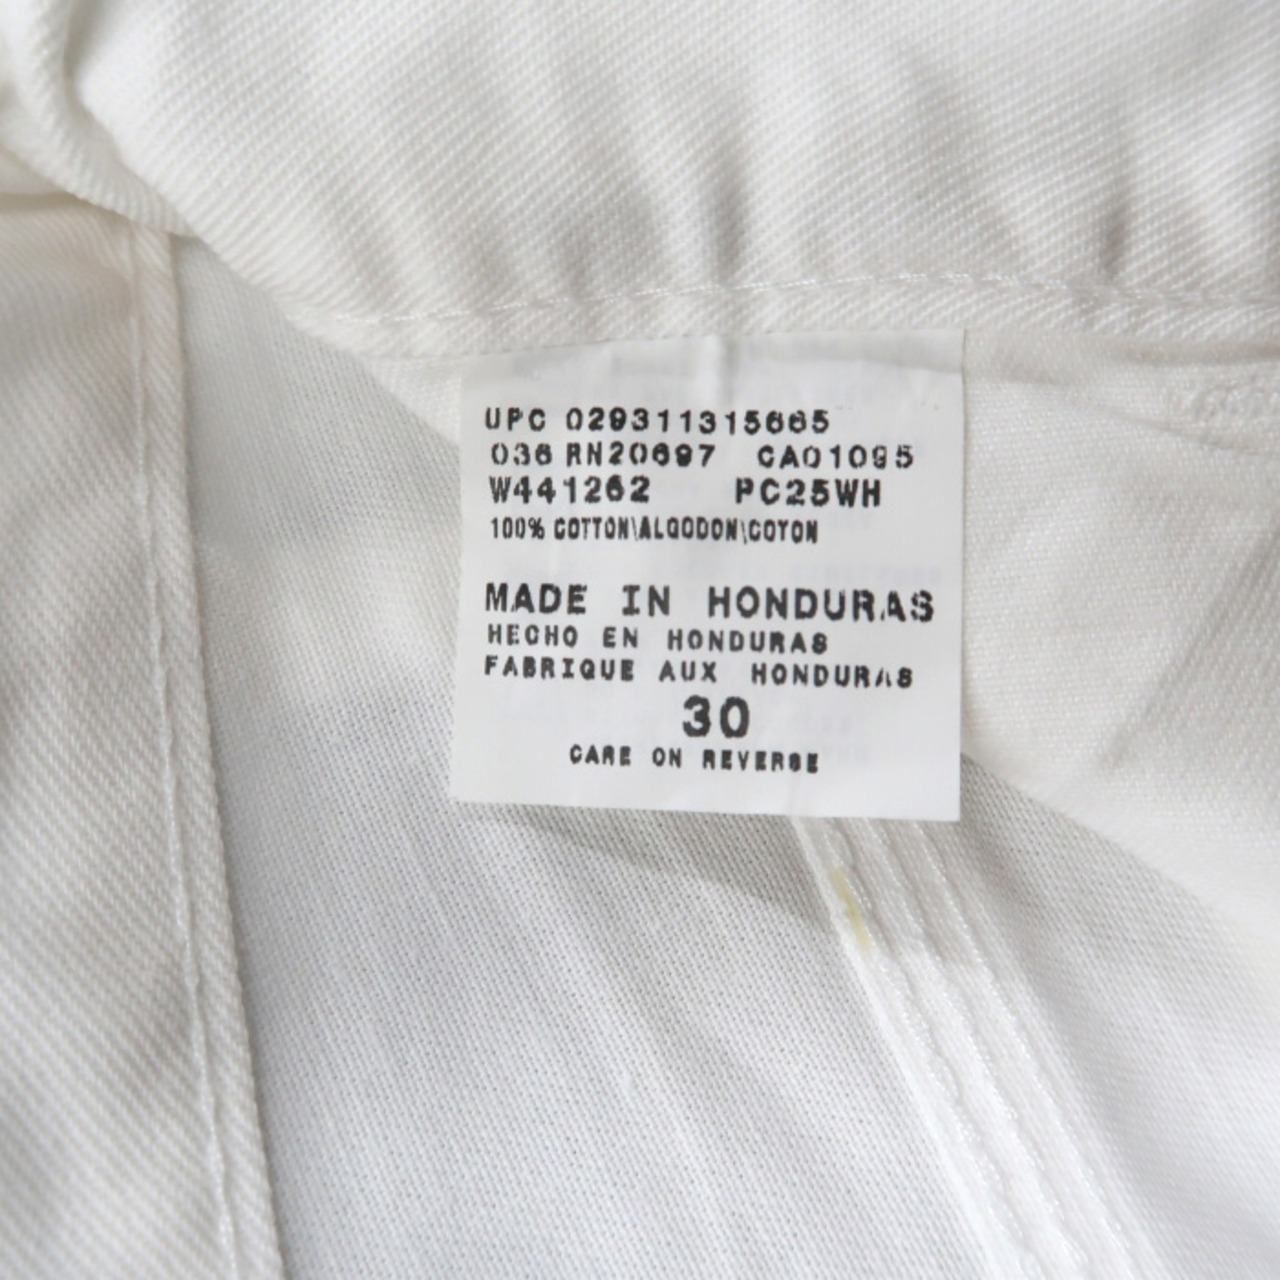 UPC 029311315665
036 RN20697 CA01095
W441262 PC25WH
100% COTTON\ALGODON\COTON
MADE IN HONDURAS
HECHO EN HONDURAS
FABRIQUE AUX HONDURAS
30
CARE ON REVERSE